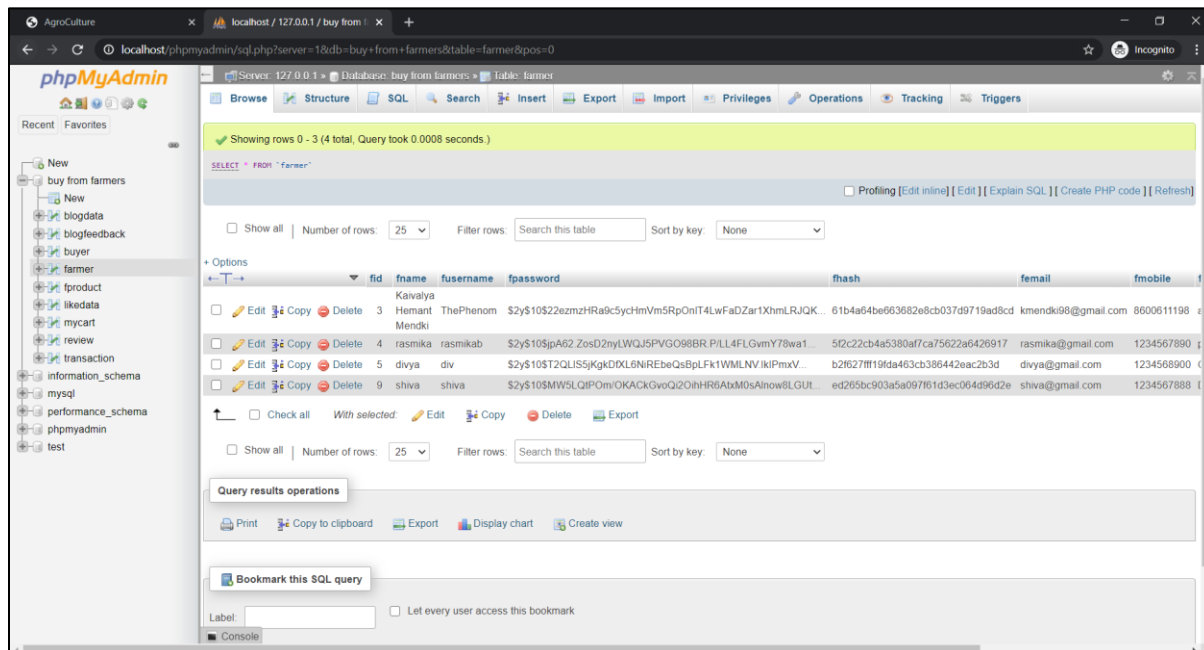 AgroCulture
localhost / 127.0.0.1 / buy from f
Incognito
localhost/phpmyadmin/sql.php?server=1&db=buy+from+farmers&table=farmer&pos=0
phpMyAdmin
Recent Favorites
New
buy from farmers
New
blogdata
blogfeedback
buyer
farmer
fproduct
likedata
mycart
review
transaction
information_schema
mysql
performance_schema
phpmyadmin
test
Server: 127.0.0.1 » Database: buy from farmers » Table: farmer
Browse Structure SQL Search Insert Export Import Privileges Operations Tracking Triggers
Showing rows 0 - 3 (4 total, Query took 0.0008 seconds.)
SELECT * FROM `farmer`
Profiling [Edit inline] [ Edit ] [ Explain SQL ] [ Create PHP code ] [ Refresh]
Show all | Number of rows: 25 Filter rows: Search this table Sort by key: None
+ Options
←T→ fid fname fusername fpassword fhash femail fmobile
Edit Copy Delete 3 Kaivalya Hemant Mendki ThePhenom 61b4a64be663682e8cb037d9719ad8cd kmendki98@gmail.com 8600611198
Edit Copy Delete 4 rasmika rasmikab 5f2c22cb4a5380af7ca75622a6426917 rasmika@gmail.com 1234567890
Edit Copy Delete 5 divya div b2f627fff19fda463cb386442eac2b3d divya@gmail.com 1234568900
Edit Copy Delete 9 shiva shiva ed265bc903a5a097f61d3ec064d96d2e shiva@gmail.com 1234567888
Check all With selected: Edit Copy Delete Export
Show all | Number of rows: 25 Filter rows: Search this table Sort by key: None
Query results operations
Print Copy to clipboard Export Display chart Create view
Bookmark this SQL query
Label: Let every user access this bookmark
Console